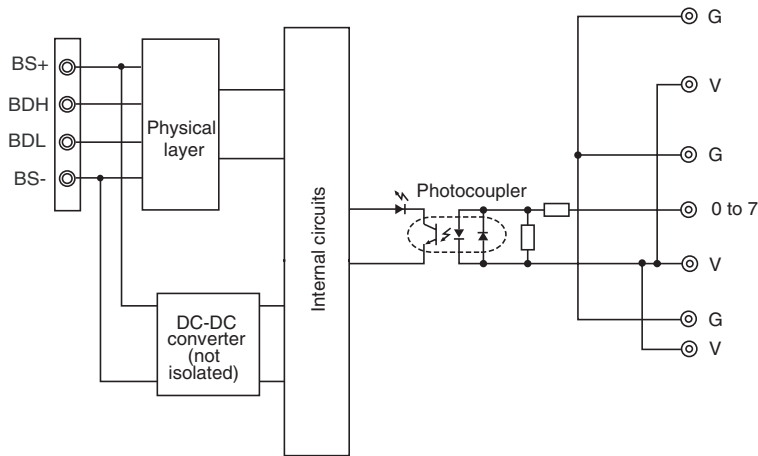 BS+
BDH
BDL
BS-
Physical
layer
DC-DC
converter
(not
isolated)
Internal circuits
Photocoupler
G
V
G
0 to 7
V
G
V